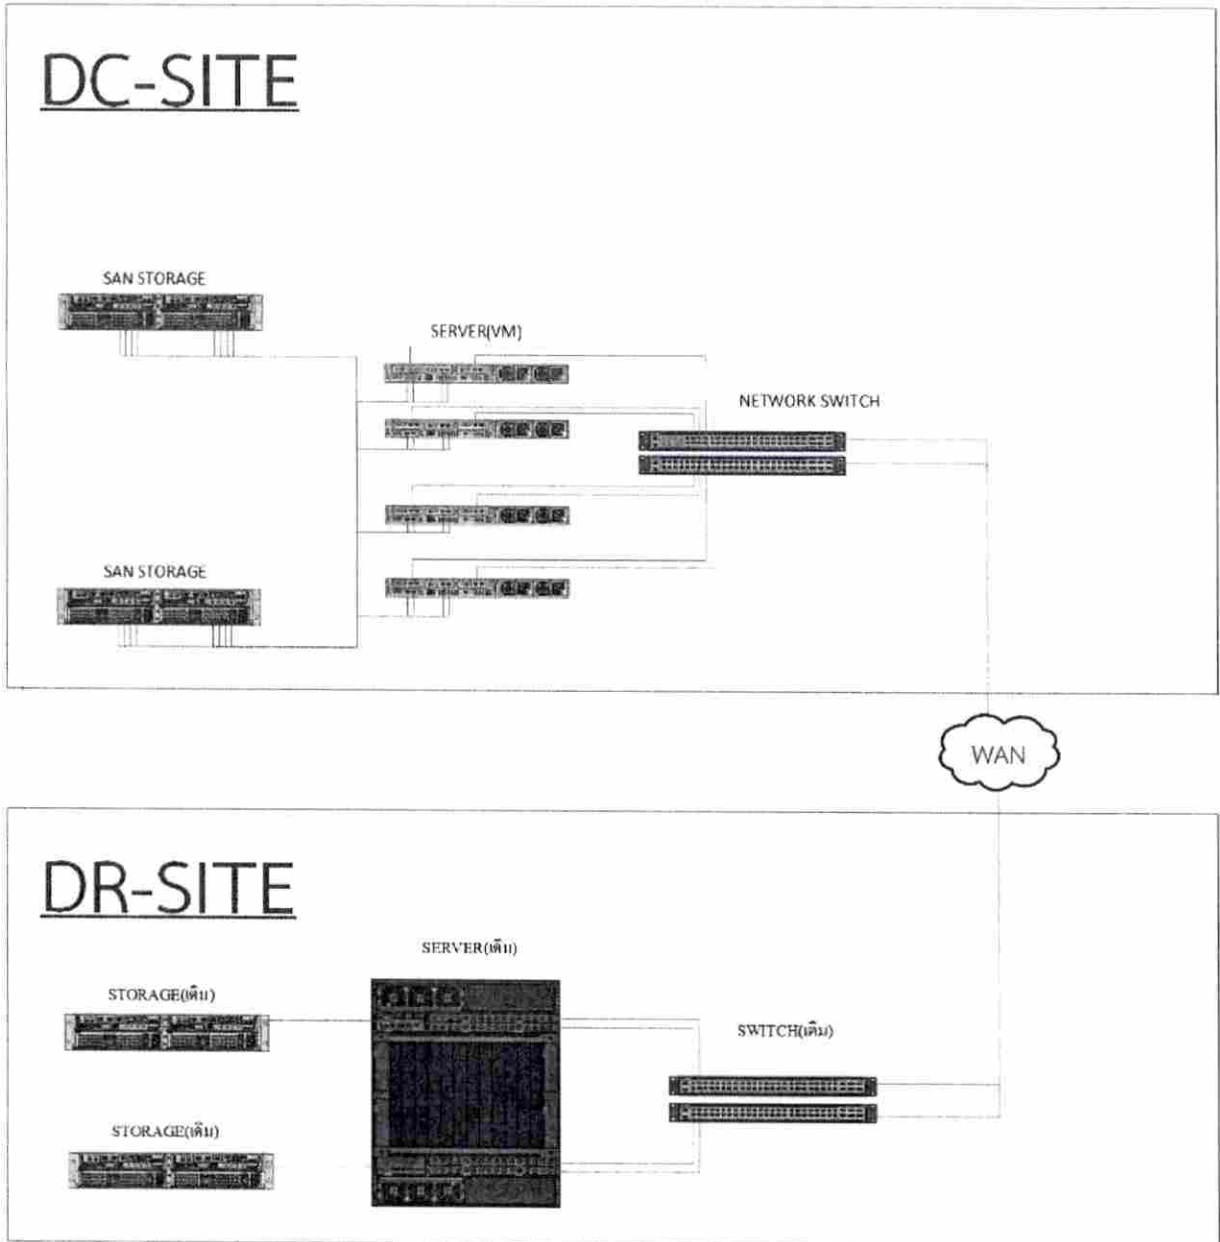 DC-SITE
SAN STORAGE
SERVER(VM)
NETWORK SWITCH
SAN STORAGE
WAN
DR-SITE
SERVER(เดิม)
STORAGE(เดิม)
SWITCH(เดิม)
STORAGE(เดิม)